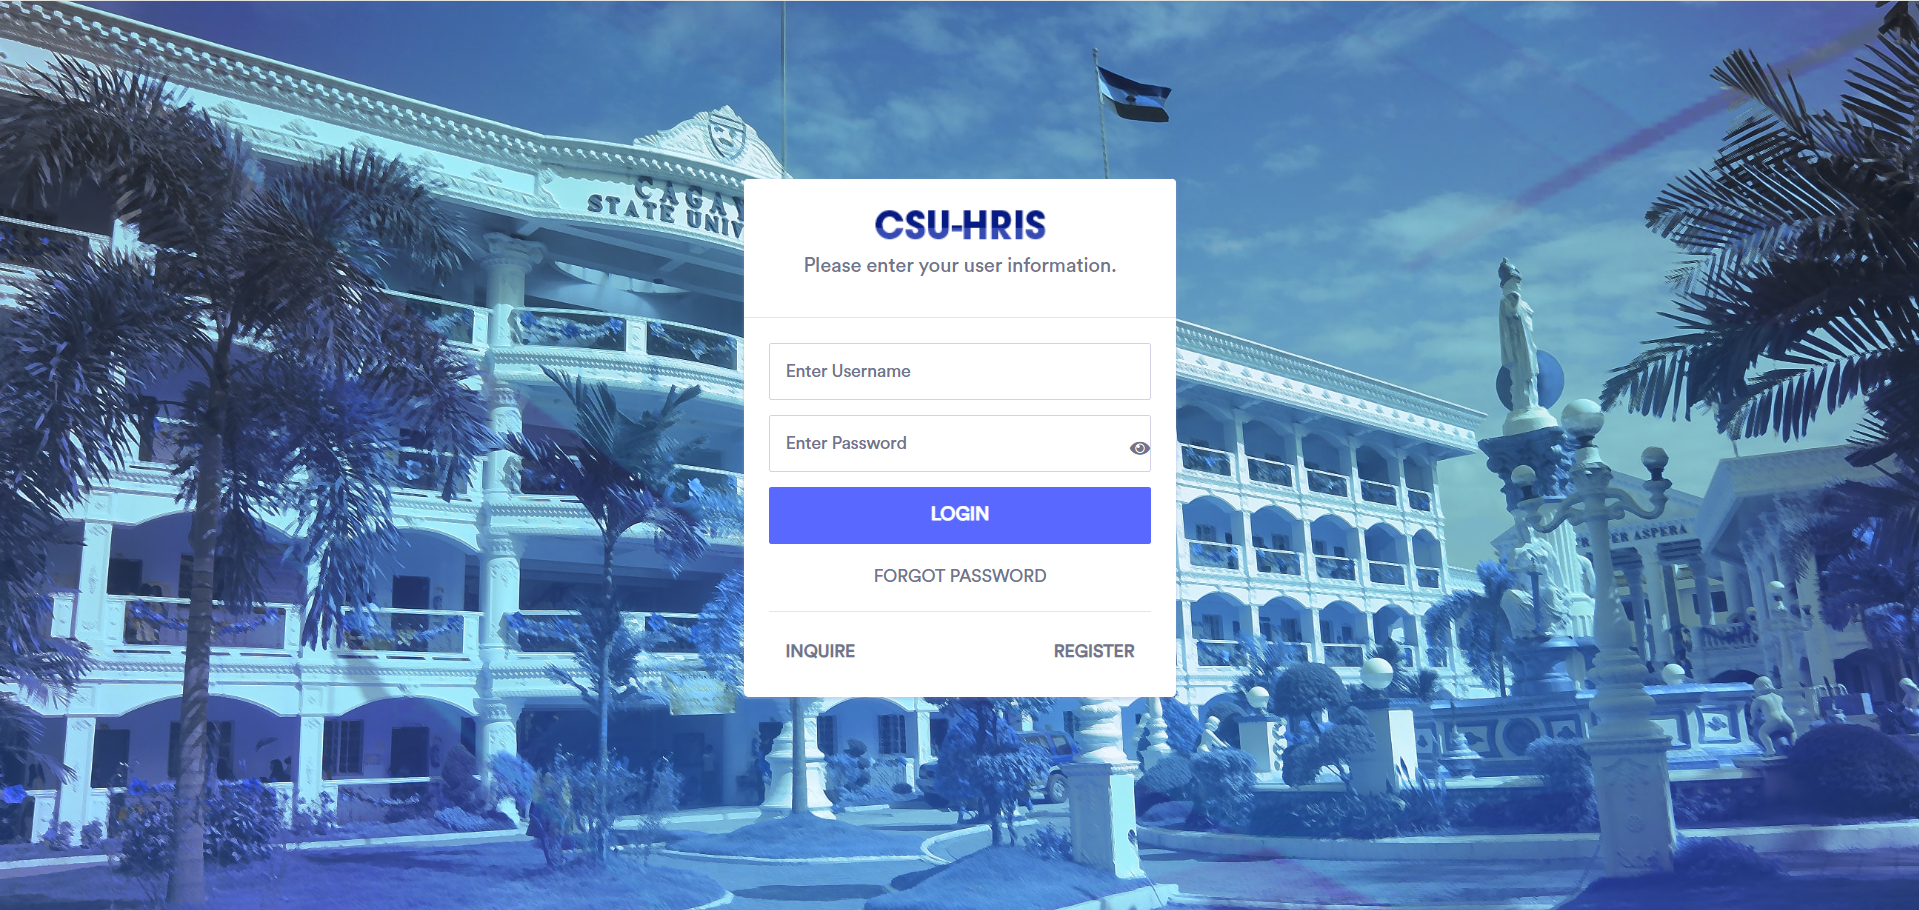 CAGAY
STATE UNIV
CSU-HRIS
Please enter your user information.
Enter Username
Enter Password
LOGIN
FORGOT PASSWORD
INQUIRE
REGISTER
ER ASPERA